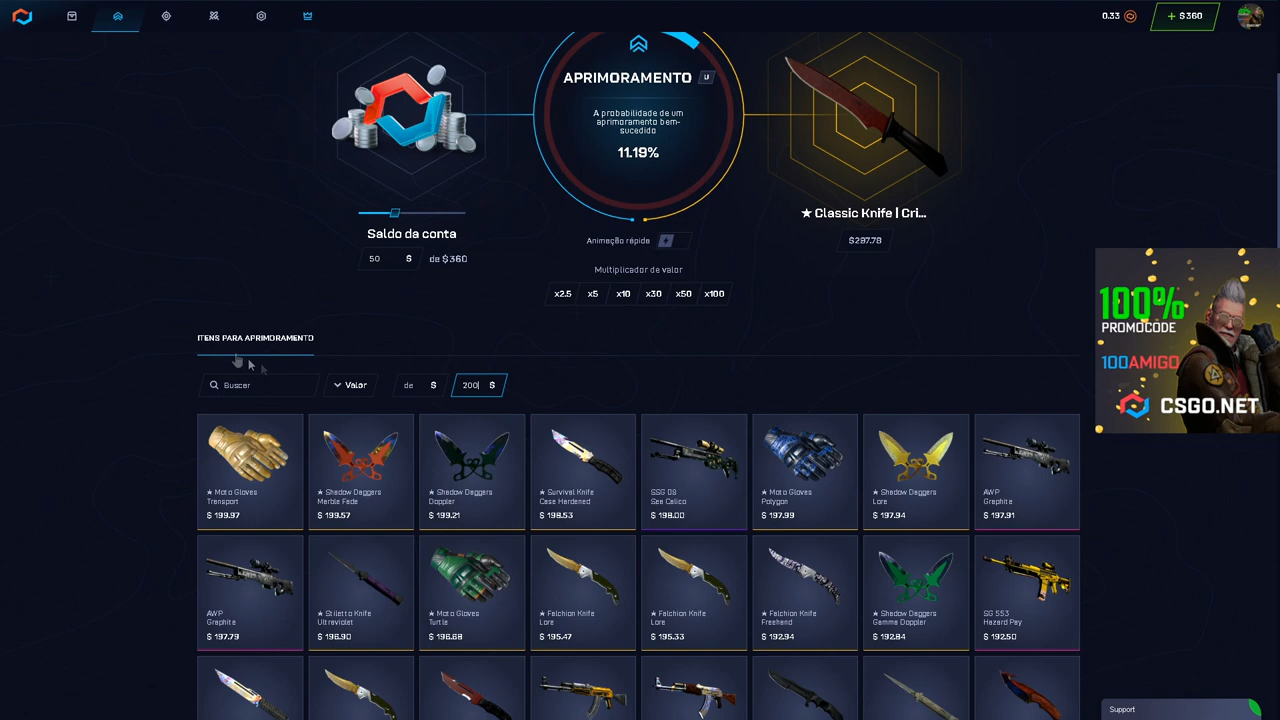 0.33
+ $360
APRIMORAMENTO U
A probabilidade de um
aprimoramento bem-
sucedido
11.19%
Saldo da conta
50 $ de $360
★ Classic Knife | Cri...
$297.78
Animação rápida
Multiplicador de valor
x2.5 x5 x10 x30 x50 x100
100%
PROMOCODE
100AMIGO
CSGO.NET
ITENS PARA APRIMORAMENTO
Buscar
Valor
de $
200 $
★ Moto Gloves
Transport
$ 199.97
★ Shadow Daggers
Marble Fade
$ 199.57
★ Shadow Daggers
Doppler
$ 199.21
★ Survival Knife
Case Hardened
$ 198.53
SSG 08
Sea Calico
$ 198.00
★ Moto Gloves
Polygon
$ 197.99
★ Shadow Daggers
Lore
$ 197.94
AWP
Graphite
$ 197.91
AWP
Graphite
$ 197.79
★ Stiletto Knife
Ultraviolet
$ 196.90
★ Moto Gloves
Turtle
$ 196.68
★ Falchion Knife
Lore
$ 195.47
★ Falchion Knife
Lore
$ 195.33
★ Falchion Knife
Freehand
$ 192.94
★ Shadow Daggers
Gamma Doppler
$ 192.84
SG 553
Hazard Pay
$ 192.50
Support